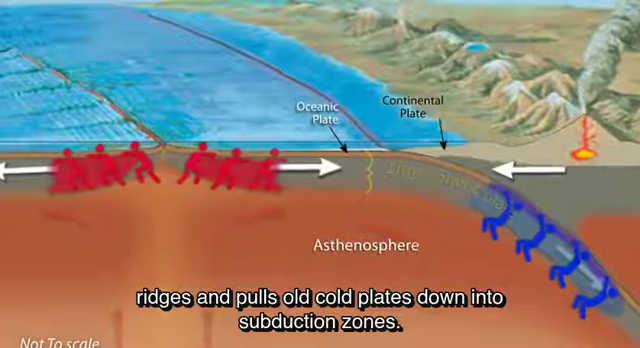 Oceanic
Plate
Continental
Plate
Asthenosphere
ridges and pulls old cold plates down into
subduction zones.
Not To scale